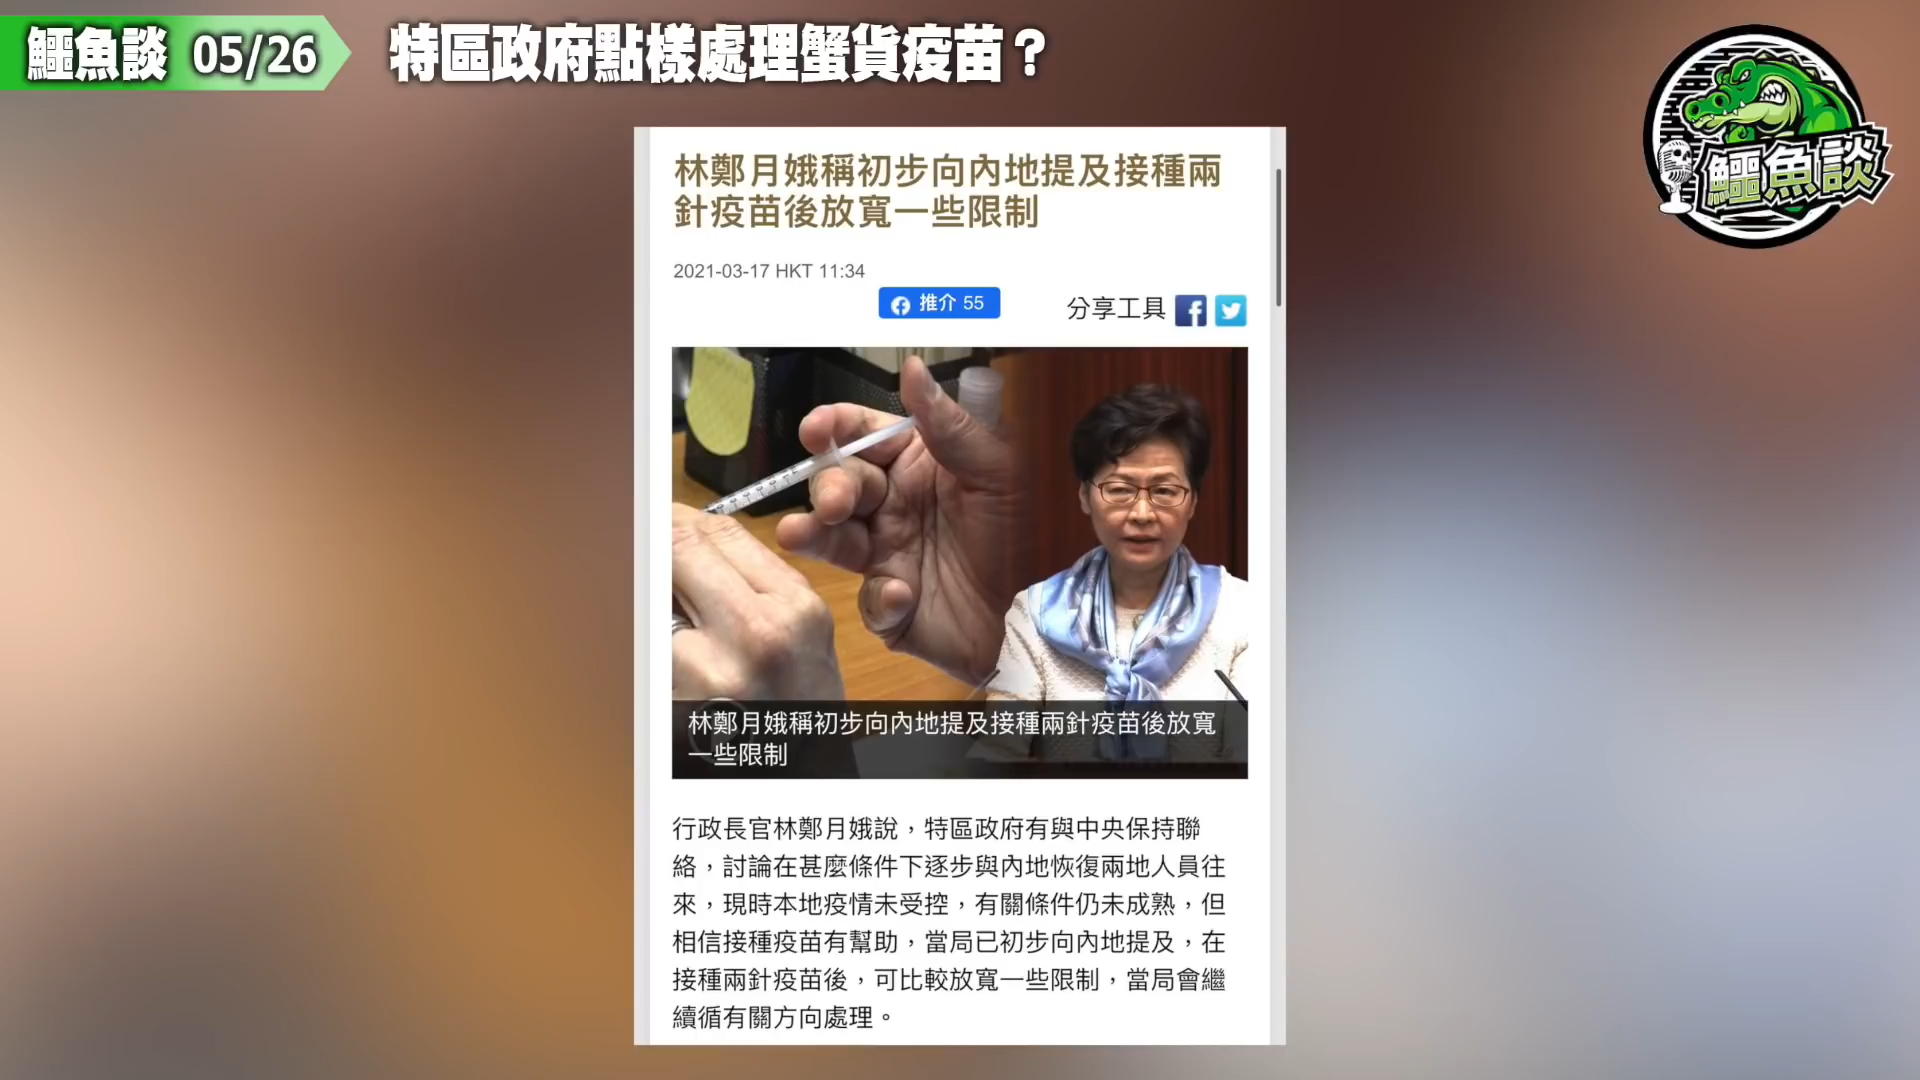 鱷魚談 05/26 特區政府點樣處理蟹貨疫苗？
鱷魚談
林鄭月娥稱初步向內地提及接種兩
針疫苗後放寬一些限制
2021-03-17 HKT 11:34
推介 55
分享工具
林鄭月娥稱初步向內地提及接種兩針疫苗後放寬
一些限制
行政長官林鄭月娥說，特區政府有與中央保持聯
絡，討論在甚麼條件下逐步與內地恢復兩地人員往
來，現時本地疫情未受控，有關條件仍未成熟，但
相信接種疫苗有幫助，當局已初步向內地提及，在
接種兩針疫苗後，可比較放寬一些限制，當局會繼
續循有關方向處理。